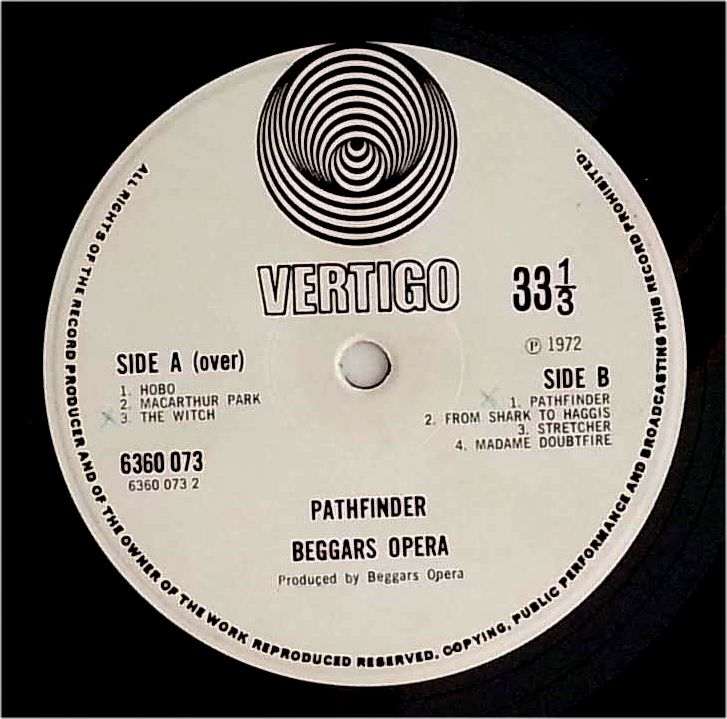 VERTIGO
33 1/3
℗ 1972
SIDE A (over)
1. HOBO
2. MACARTHUR PARK
3. THE WITCH
6360 073
6360 073 2
SIDE B
1. PATHFINDER
2. FROM SHARK TO HAGGIS
3. STRETCHER
4. MADAME DOUBTFIRE
PATHFINDER
BEGGARS OPERA
Produced by Beggars Opera
ALL RIGHTS OF THE RECORD PRODUCER AND OF THE OWNER OF THE WORK REPRODUCED RESERVED. COPYING, PUBLIC PERFORMANCE AND BROADCASTING THIS RECORD PROHIBITED.